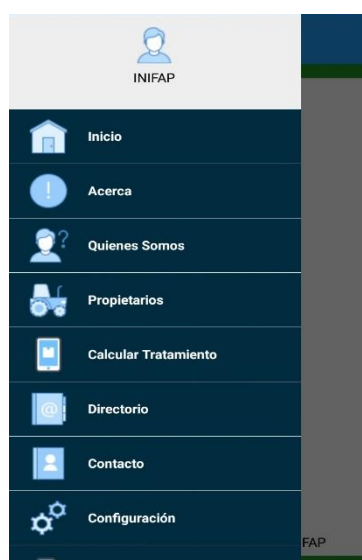 INIFAP
Inicio
Acerca
Quienes Somos
Propietarios
Calcular Tratamiento
Directorio
Contacto
Configuración
FAP